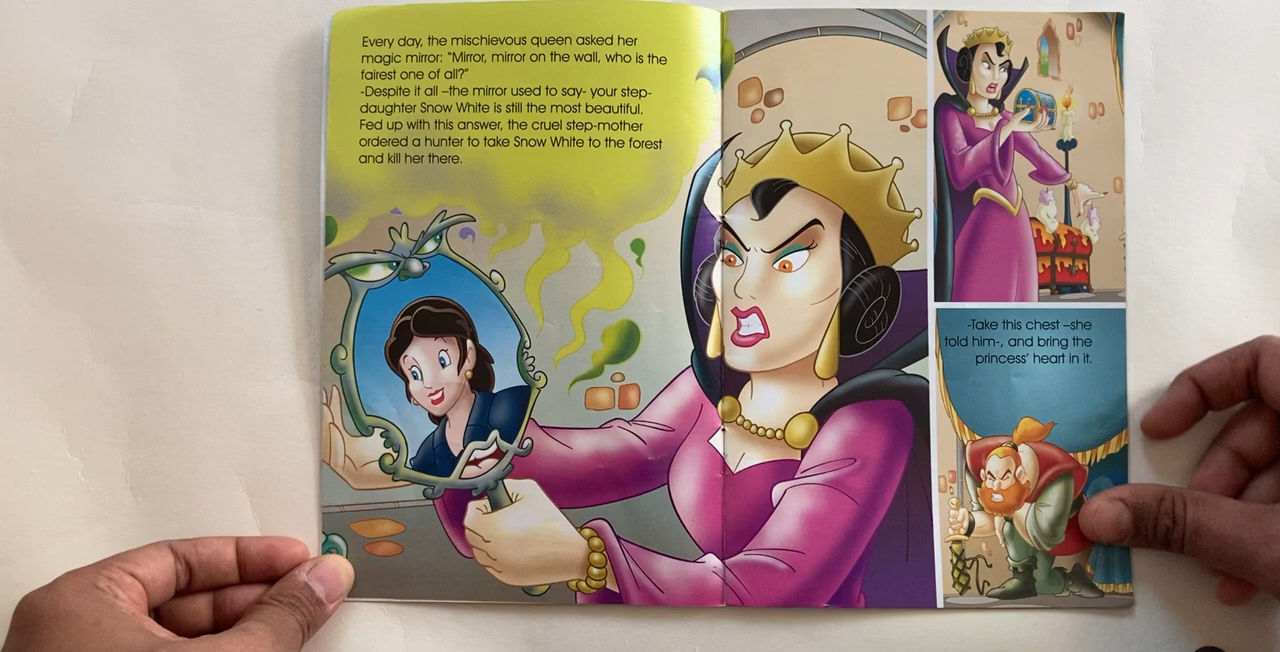 Every day, the mischievous queen asked her
magic mirror: “Mirror, mirror on the wall, who is the
fairest one of all?”
-Despite it all –the mirror used to say- your step-
daughter Snow White is still the most beautiful.
Fed up with this answer, the cruel step-mother
ordered a hunter to take Snow White to the forest
and kill her there.
-Take this chest –she
told him-, and bring the
princess’ heart in it.